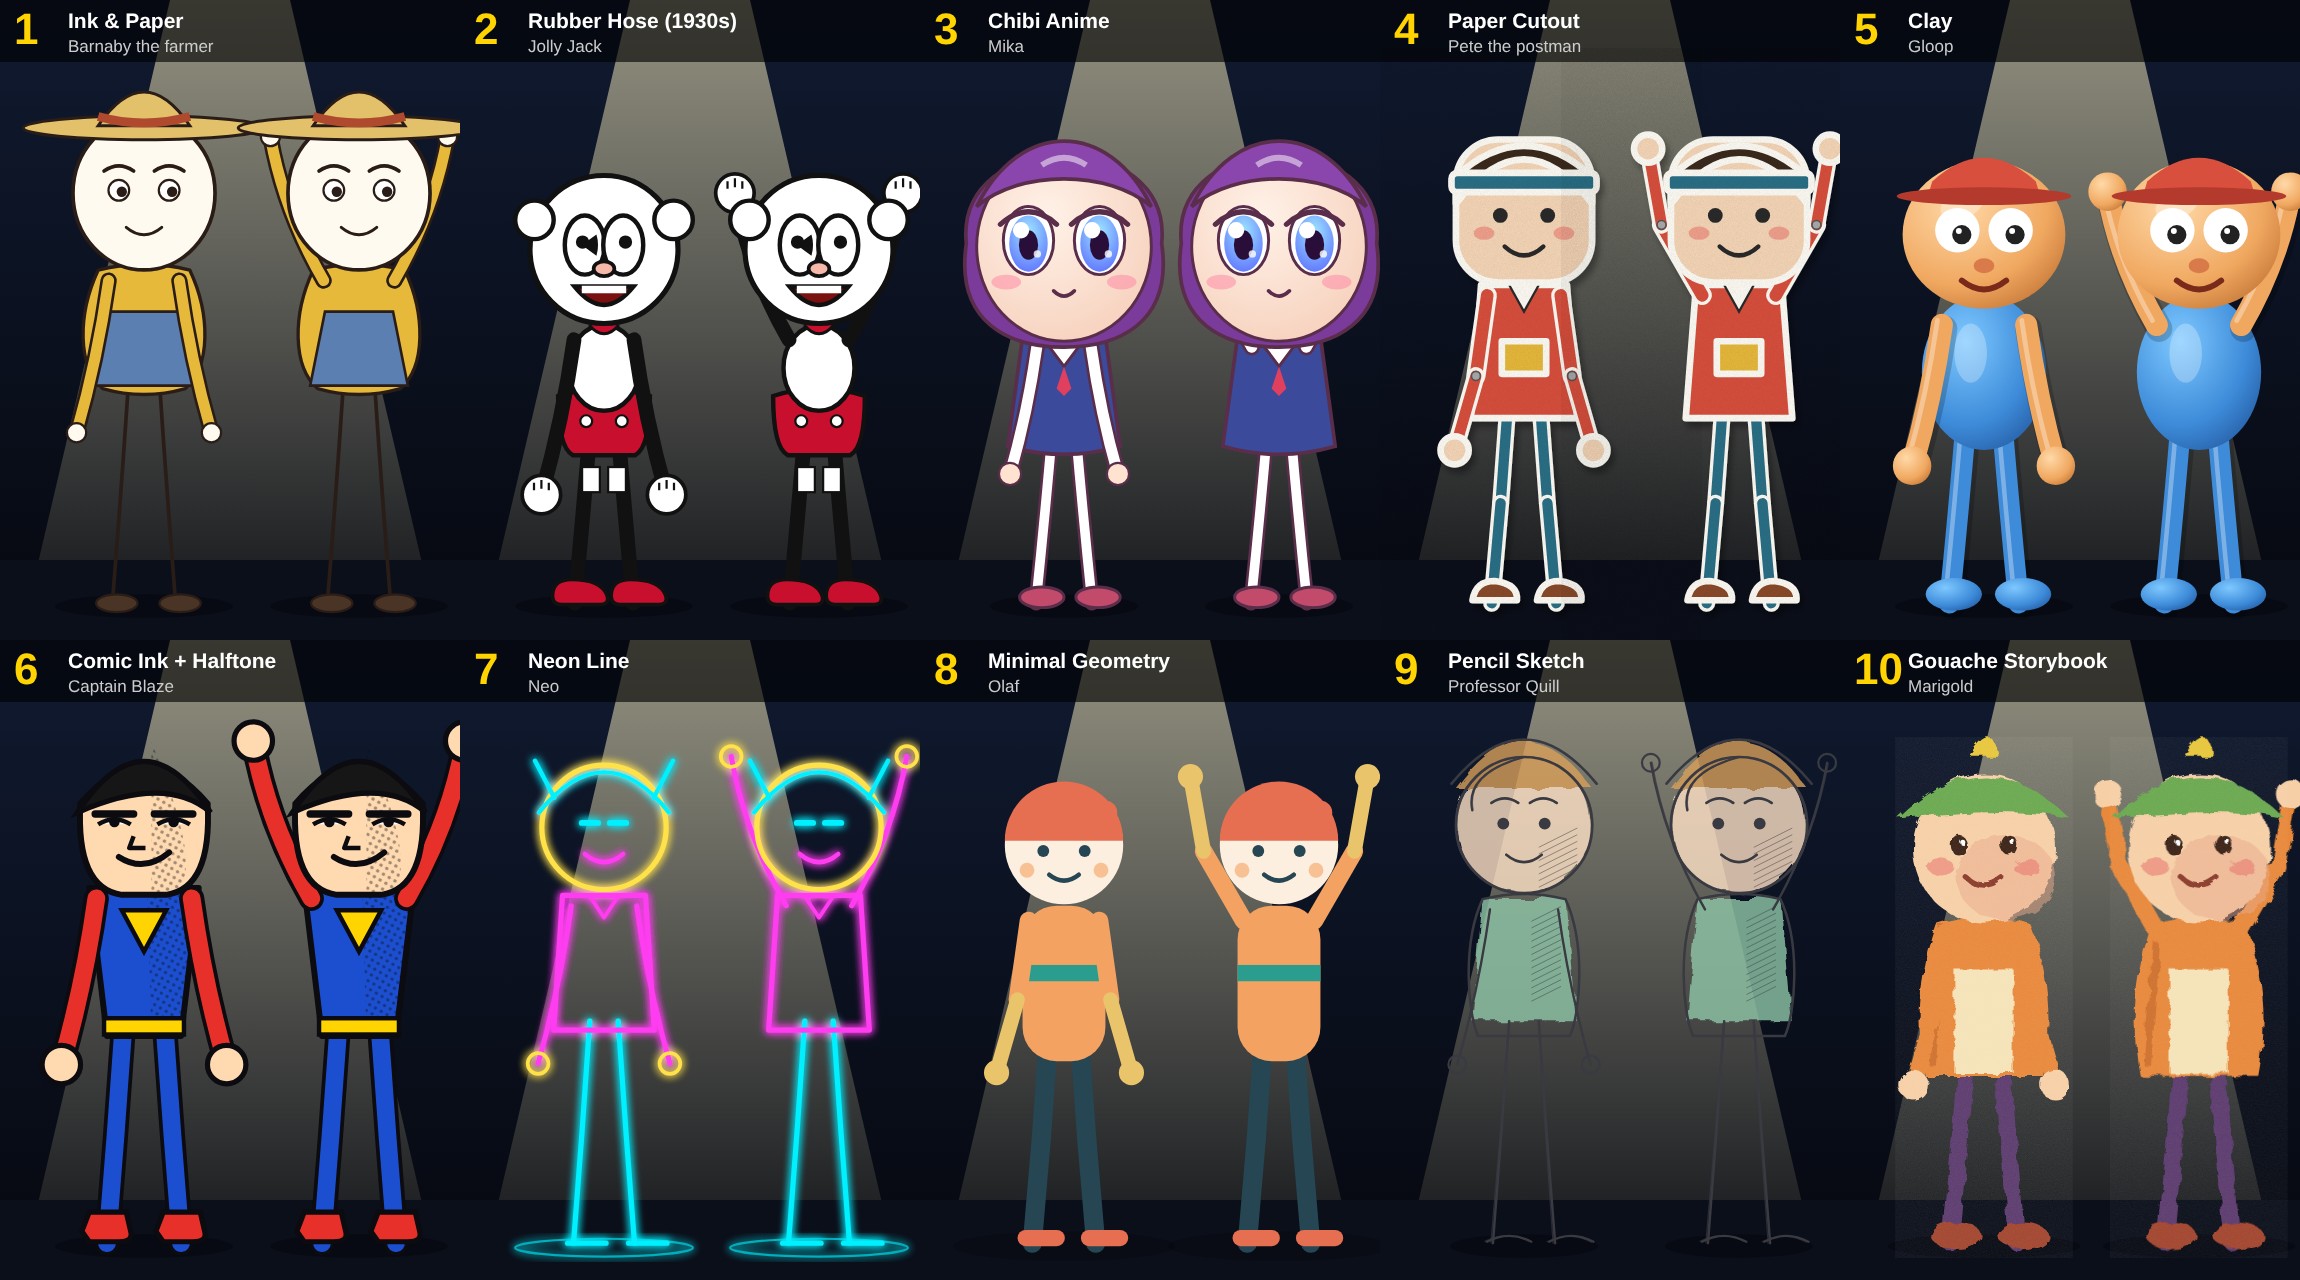 1 Ink & Paper
Barnaby the farmer
2 Rubber Hose (1930s)
Jolly Jack
3 Chibi Anime
Mika
4 Paper Cutout
Pete the postman
5 Clay
Gloop
6 Comic Ink + Halftone
Captain Blaze
7 Neon Line
Neo
8 Minimal Geometry
Olaf
9 Pencil Sketch
Professor Quill
10 Gouache Storybook
Marigold